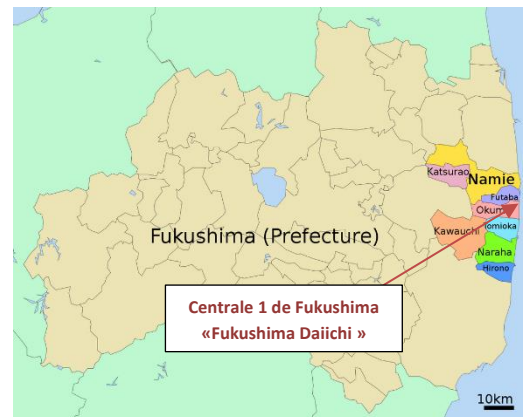 Katsurao
Namie
Futaba
Okum
Tomioka
Kawauchi
Fukushima (Prefecture)
Naraha
Hirono
Centrale 1 de Fukushima
«Fukushima Daiichi »
10km